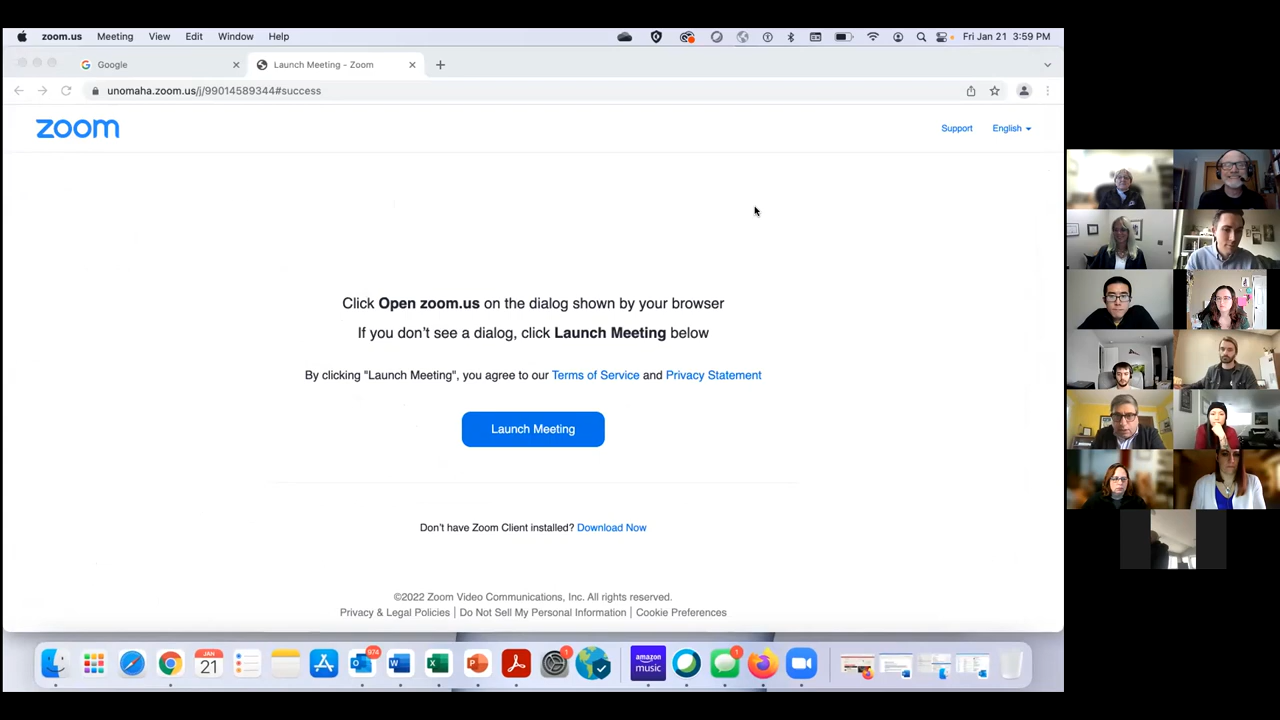 zoom.us Meeting View Edit Window Help Fri Jan 21 3:59 PM
Google Launch Meeting - Zoom
unomaha.zoom.us/j/99014589344#success
zoom Support English
Click Open zoom.us on the dialog shown by your browser
If you don't see a dialog, click Launch Meeting below
By clicking "Launch Meeting", you agree to our Terms of Service and Privacy Statement
Launch Meeting
Don't have Zoom Client installed? Download Now
©2022 Zoom Video Communications, Inc. All rights reserved.
Privacy & Legal Policies | Do Not Sell My Personal Information | Cookie Preferences
JAN
21
974
W
X
P
1
amazon
music
1